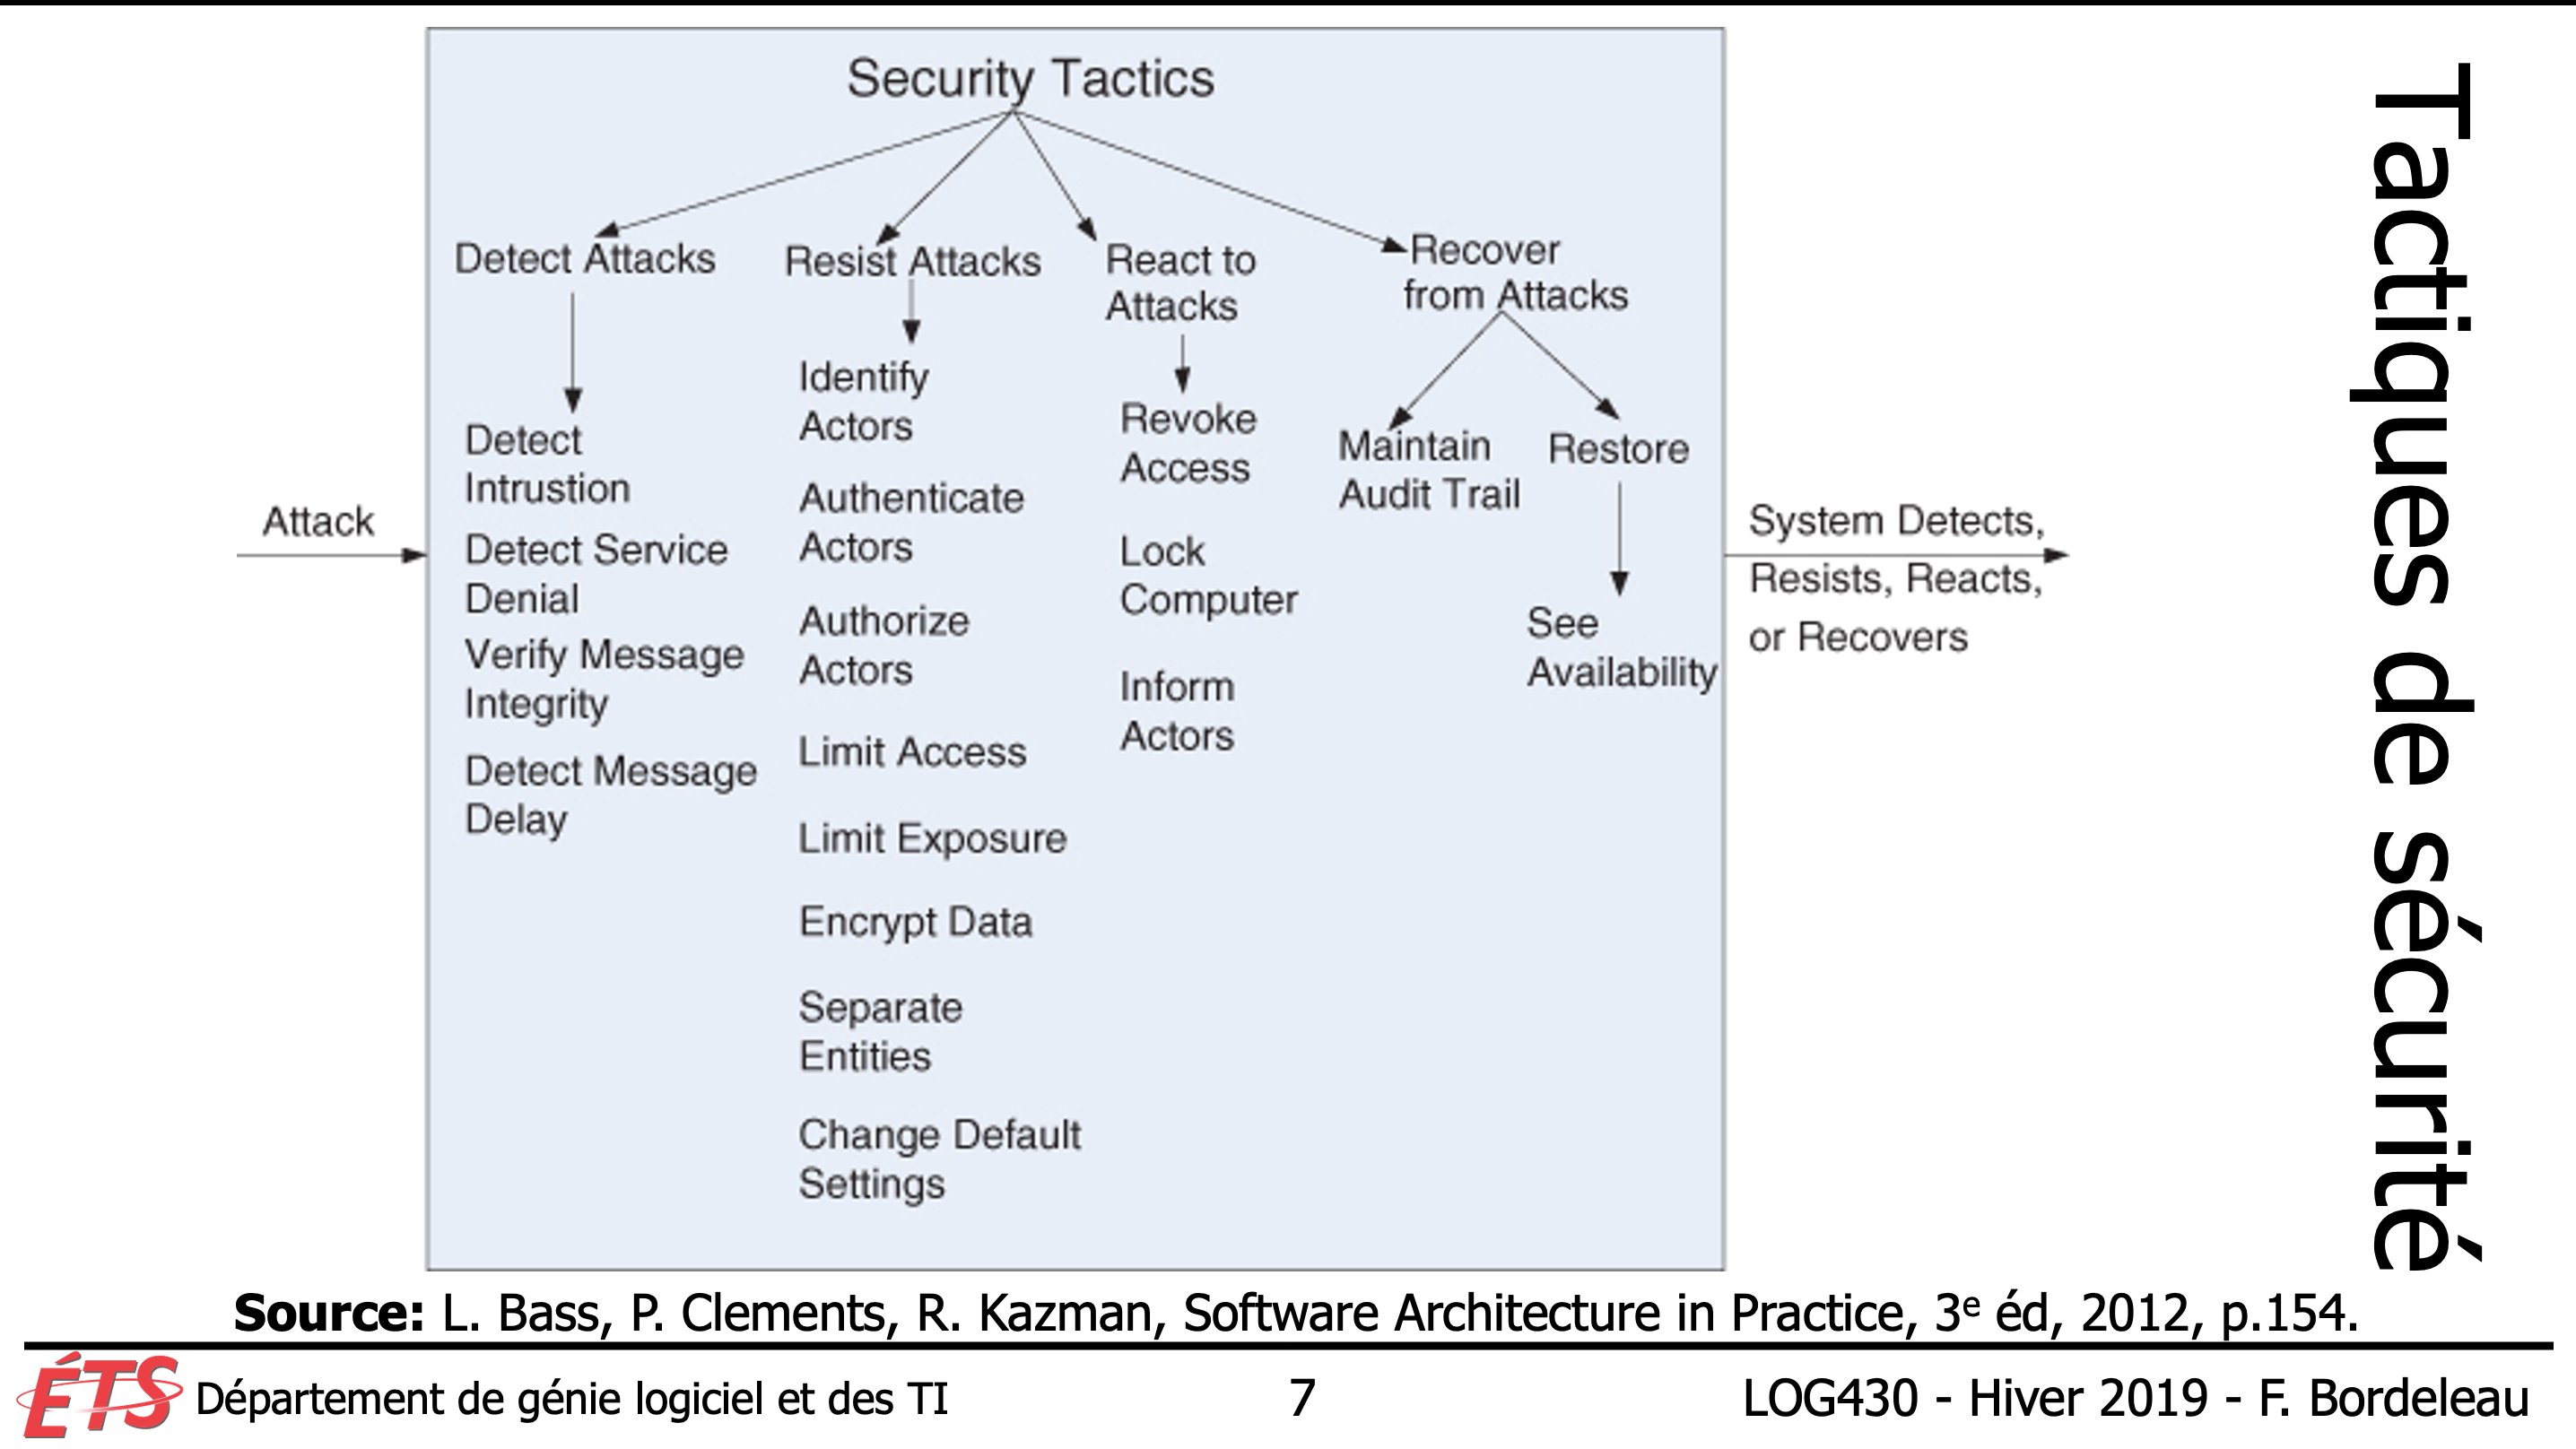 Security Tactics
Detect Attacks
Detect
Intrustion
Detect Service
Denial
Verify Message
Integrity
Detect Message
Delay
Resist Attacks
Identify
Actors
Authenticate
Actors
Authorize
Actors
Limit Access
Limit Exposure
Encrypt Data
Separate
Entities
Change Default
Settings
React to
Attacks
Revoke
Access
Lock
Computer
Inform
Actors
Recover
from Attacks
Maintain
Audit Trail
Restore
See
Availability
Attack
System Detects,
Resists, Reacts,
or Recovers
Tactiques de sécurité
Source: L. Bass, P. Clements, R. Kazman, Software Architecture in Practice, 3e éd, 2012, p.154.
ÉTS
Département de génie logiciel et des TI
7
LOG430 - Hiver 2019 - F. Bordeleau